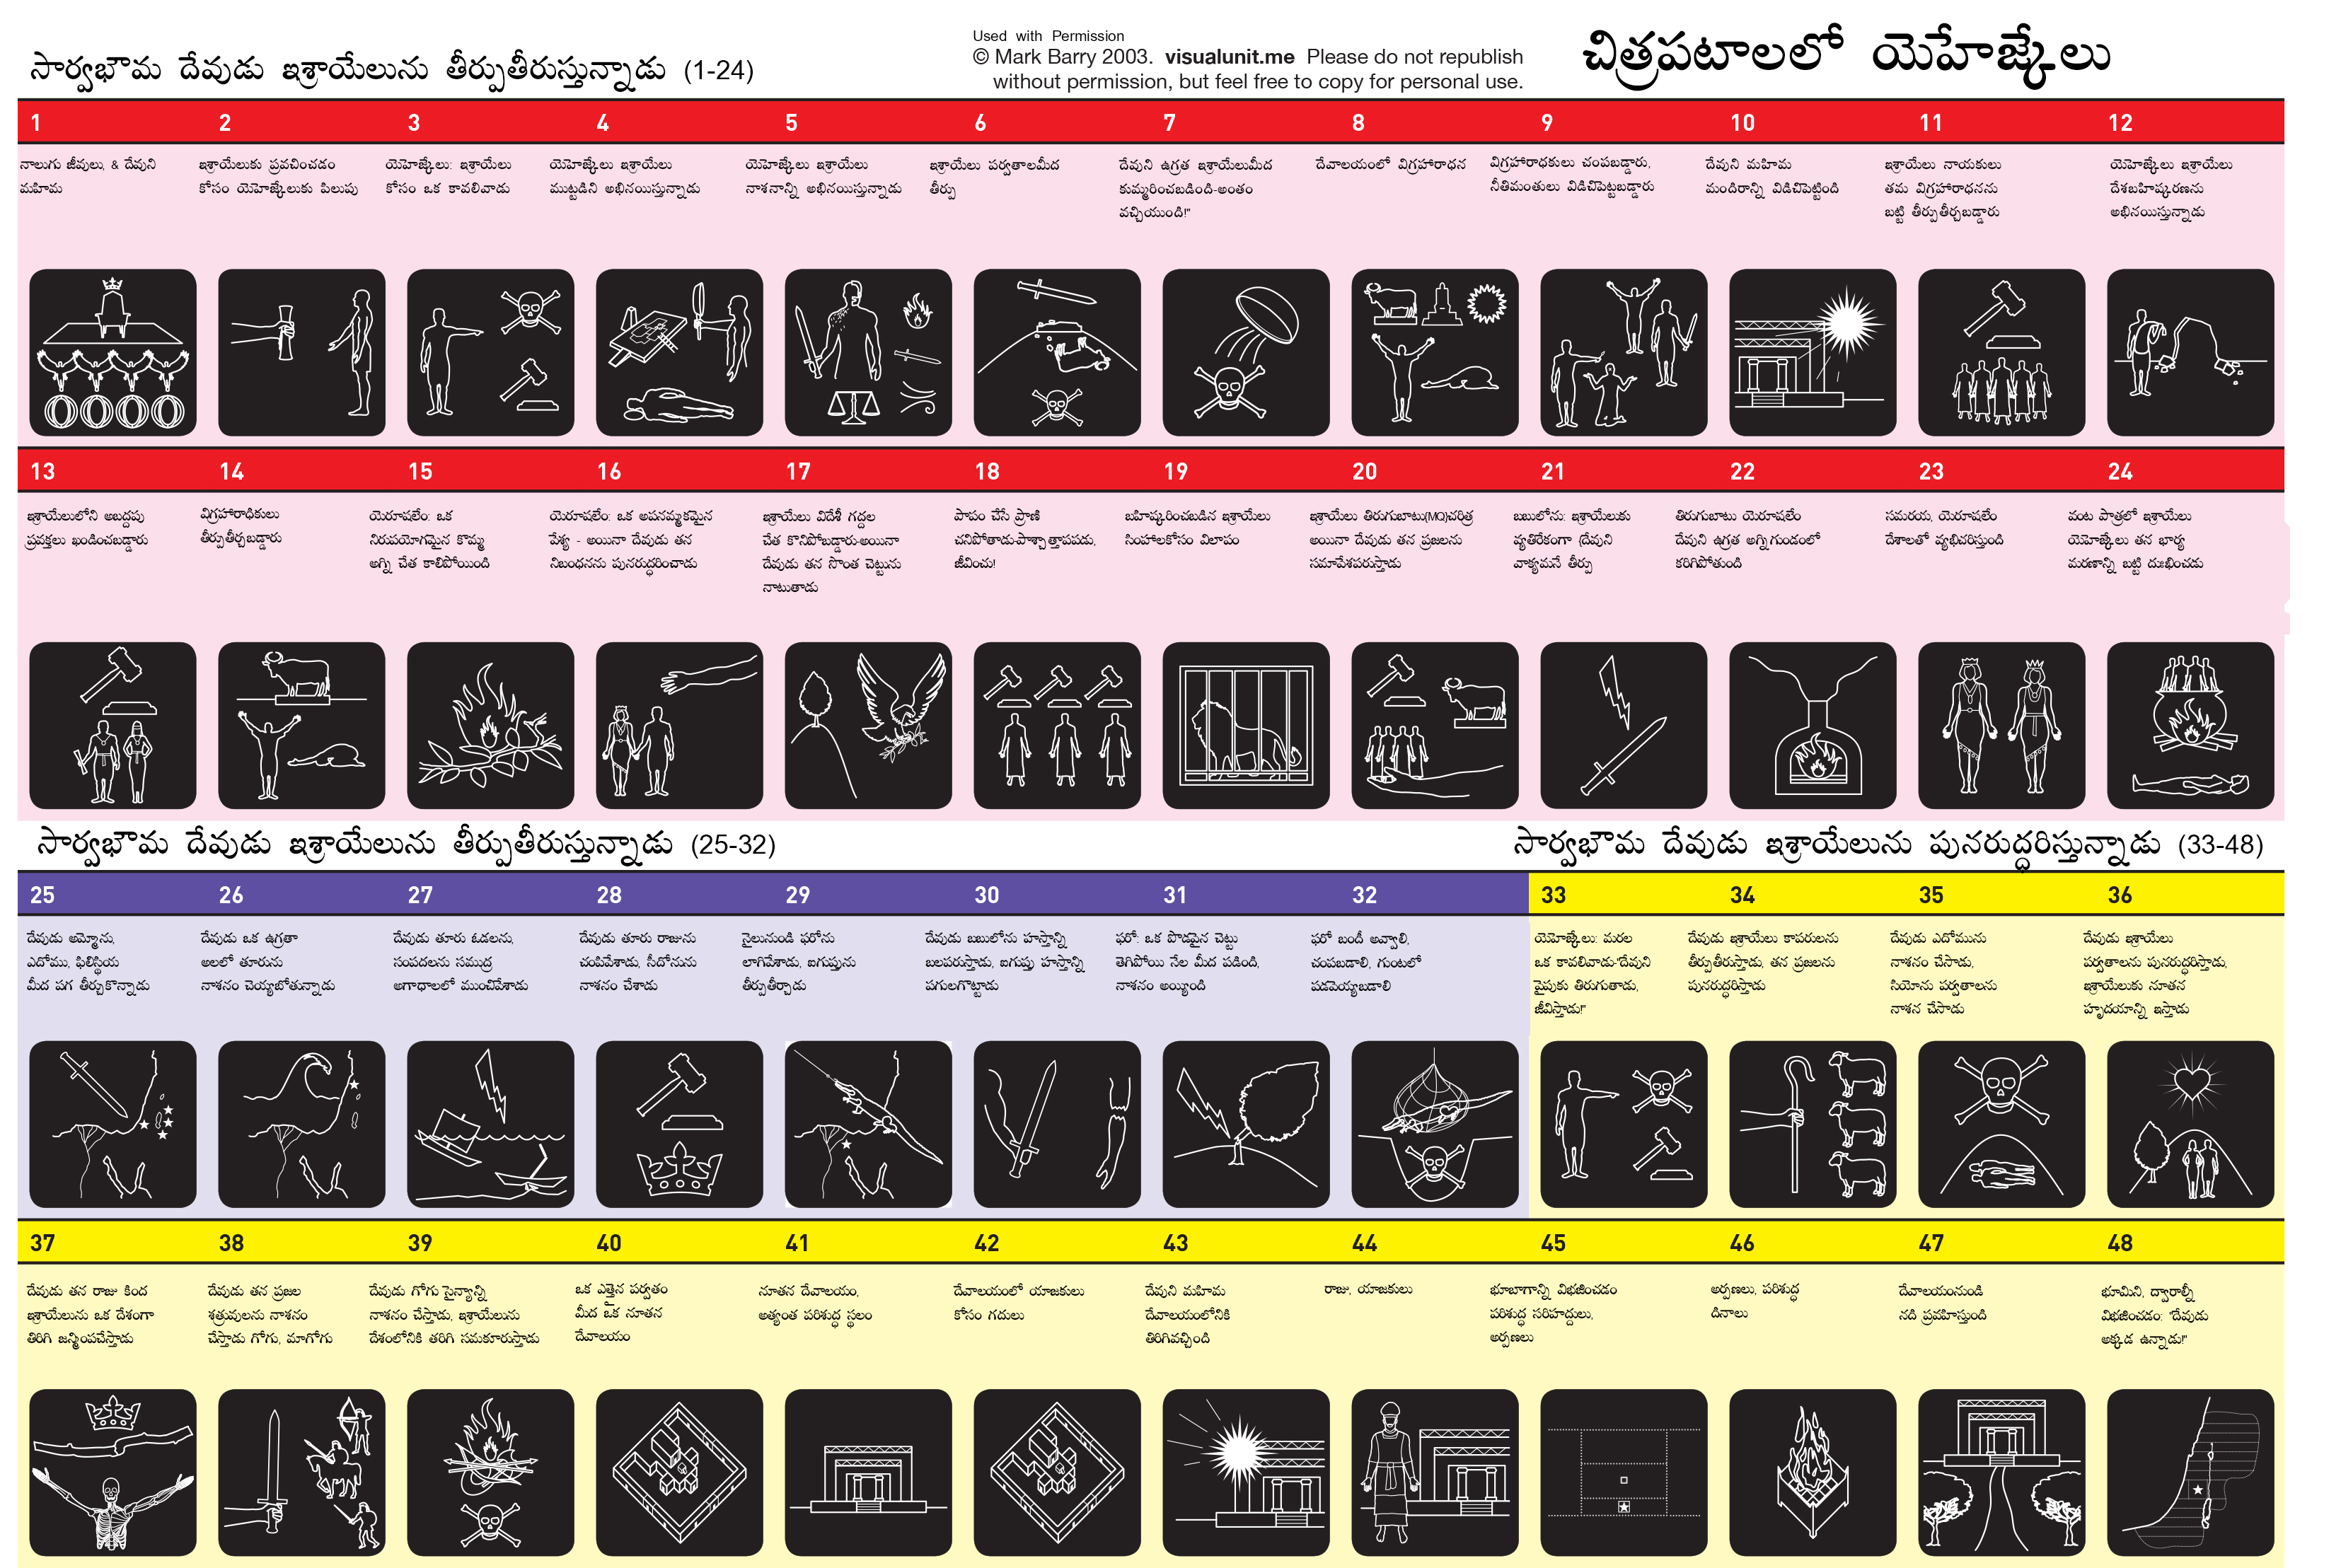 Used with Permission
© Mark Barry 2003. visualunit.me Please do not republish
without permission, but feel free to copy for personal use.
చిత్రపటాలలో యెహేజ్కేలు
సార్వభౌమ దేవుడు ఇశ్రాయేలును తీర్పుతీరుస్తున్నాడు (1-24)
1 2 3 4 5 6 7 8 9 10 11 12
నాలుగు జీవులు, & దేవుని
మహిమ
ఇశ్రాయేలుకు ప్రవచించడం
కోసం యెహెజ్కేలుకు పిలుపు
యెహెజ్కేలు: ఇశ్రాయేలు
కోసం ఒక కావలివాడు
యెహెజ్కేలు ఇశ్రాయేలు
ముట్టడిని అభినయిస్తున్నాడు
యెహెజ్కేలు ఇశ్రాయేలు
నాశనాన్ని అభినయిస్తున్నాడు
ఇశ్రాయేలు పర్వతాలమీద
తీర్పు
దేవుని ఉగ్రత ఇశ్రాయేలుమీద
కుమ్మరించబడింది-అంతం
వచ్చియుంది!"
దేవాలయంలో విగ్రహారాధన
విగ్రహారాధకులు చంపబడ్డారు,
నీతిమంతులు విడిచిపెట్టబడ్డారు
దేవుని మహిమ
మందిరాన్ని విడిచిపెట్టింది
ఇశ్రాయేలు నాయకులు
తమ విగ్రహారాధనను
బట్టి తీర్పుతీర్చబడ్డారు
యెహెజ్కేలు ఇశ్రాయేలు
దేశబహిష్కరణను
అభినయిస్తున్నాడు
13 14 15 16 17 18 19 20 21 22 23 24
ఇశ్రాయేలులోని అబద్దపు
ప్రవక్తలు ఖండించబడ్డారు
విగ్రహారాధికులు
తీర్పుతీర్చబడ్డారు
యెరూషలేం: ఒక
నిరుపయోగమైన కొమ్మ
అగ్ని చేత కాలిపోయింది
యెరూషలేం: ఒక అపనమ్మకమైన
వేశ్య - అయినా దేవుడు తన
నిబంధనను పునరుద్ధరించాడు
ఇశ్రాయేలు విదేశీ గద్దల
చేత కొనిపోబడ్డారు-అయినా
దేవుడు తన సొంత చెట్టును
నాటుతాడు
పాపం చేసే ప్రాణి
చనిపోతాడు-పాశ్చాత్తాపపడు,
జీవించు!
బహిష్కరించబడిన ఇశ్రాయేలు
సింహాలకోసం విలాపం
ఇశ్రాయేలు తిరుగుబాటు(MQ)చరిత్ర
అయినా దేవుడు తన ప్రజలను
సమావేశపరుస్తాడు
బబులోను: ఇశ్రాయేలుకు
వ్యతిరేకంగా (దేవుని
వాక్యమనే తీర్పు
తిరుగుబాటు యెరూషలేం
దేవుని ఉగ్రత అగ్నిగుండంలో
కరిగిపోతుంది
సమరయ, యెరూషలేం
దేశాలతో వ్యభిచరిస్తుంది
వంట పాత్రలో ఇశ్రాయేలు
యెహెజ్కేలు తన భార్య
మరణాన్ని బట్టి దుఃఖించడు
సార్వభౌమ దేవుడు ఇశ్రాయేలును తీర్పుతీరుస్తున్నాడు (25-32)
సార్వభౌమ దేవుడు ఇశ్రాయేలును పునరుద్ధరిస్తున్నాడు (33-48)
25 26 27 28 29 30 31 32 33 34 35 36
దేవుడు అమ్మోను,
ఎదోము, ఫిలిష్తియ
మీద పగ తీర్చుకొన్నాడు
దేవుడు ఒక ఉగ్రతా
అలలో తూరును
నాశనం చెయ్యబోతున్నాడు
దేవుడు తూరు ఓడలను,
సంపదలను సముద్ర
అగాధాలలో ముంచివేశాడు
దేవుడు తూరు రాజును
చంపివేశాడు, సీదోనును
నాశనం చేశాడు
నైలునుండి ఫరోను
లాగివేశాడు, ఐగుప్తును
తీర్పుతీర్చాడు
దేవుడు బబులోను హస్తాన్ని
బలపరుస్తాడు, ఐగుప్తు హస్తాన్ని
పగులగొట్టాడు
ఫరో: ఒక పొడవైన చెట్టు
తెగిపోయి నేల మీద పడింది,
నాశనం అయ్యింది
ఫరో బందీ అవ్వాలి,
చంపబడాలి, గుంటలో
పడవెయ్యబడాలి
యెహెజ్కేలు: మరల
ఒక కావలివాడు-"దేవుని
వైపుకు తిరుగుతాడు,
జీవిస్తాడు!"
దేవుడు ఇశ్రాయేలు కాపరులను
తీర్పుతీరుస్తాడు, తన ప్రజలను
పునరుద్ధరిస్తాడు
దేవుడు ఎదోమును
నాశనం చేసాడు,
సియోను పర్వతాలను
నాశన చేసాడు
దేవుడు ఇశ్రాయేలు
పర్వతాలను పునరుద్ధరిస్తాడు,
ఇశ్రాయేలుకు నూతన
హృదయాన్ని ఇస్తాడు
37 38 39 40 41 42 43 44 45 46 47 48
దేవుడు తన రాజు కింద
ఇశ్రాయేలును ఒక దేశంగా
తిరిగి జన్మింపచేస్తాడు
దేవుడు తన ప్రజల
శత్రువులను నాశనం
చేస్తాడు గోగు, మాగోగు
దేవుడు గోగు సైన్యాన్ని
నాశనం చేస్తాడు, ఇశ్రాయేలును
దేశంలోనికి తరిగి సమకూరుస్తాడు
ఒక ఎత్తైన పర్వతం
మీద ఒక నూతన
దేవాలయం
నూతన దేవాలయం,
అత్యంత పరిశుద్ధ స్థలం
దేవాలయంలో యాజకులు
కోసం గదులు
దేవుని మహిమ
దేవాలయంలోనికి
తిరిగివచ్చింది
రాజు, యాజకులు
భూబాగాన్ని విభజించడం
పరిశుద్ధ సరిహద్దులు,
అర్పణలు
అర్పణలు, పరిశుద్ధ
దినాలు
దేవాలయంనుండి
నది ప్రవహిస్తుంది
భూమిని, ద్వారాల్నీ
విభజించడం: "దేవుడు
అక్కడ ఉన్నాడు!"